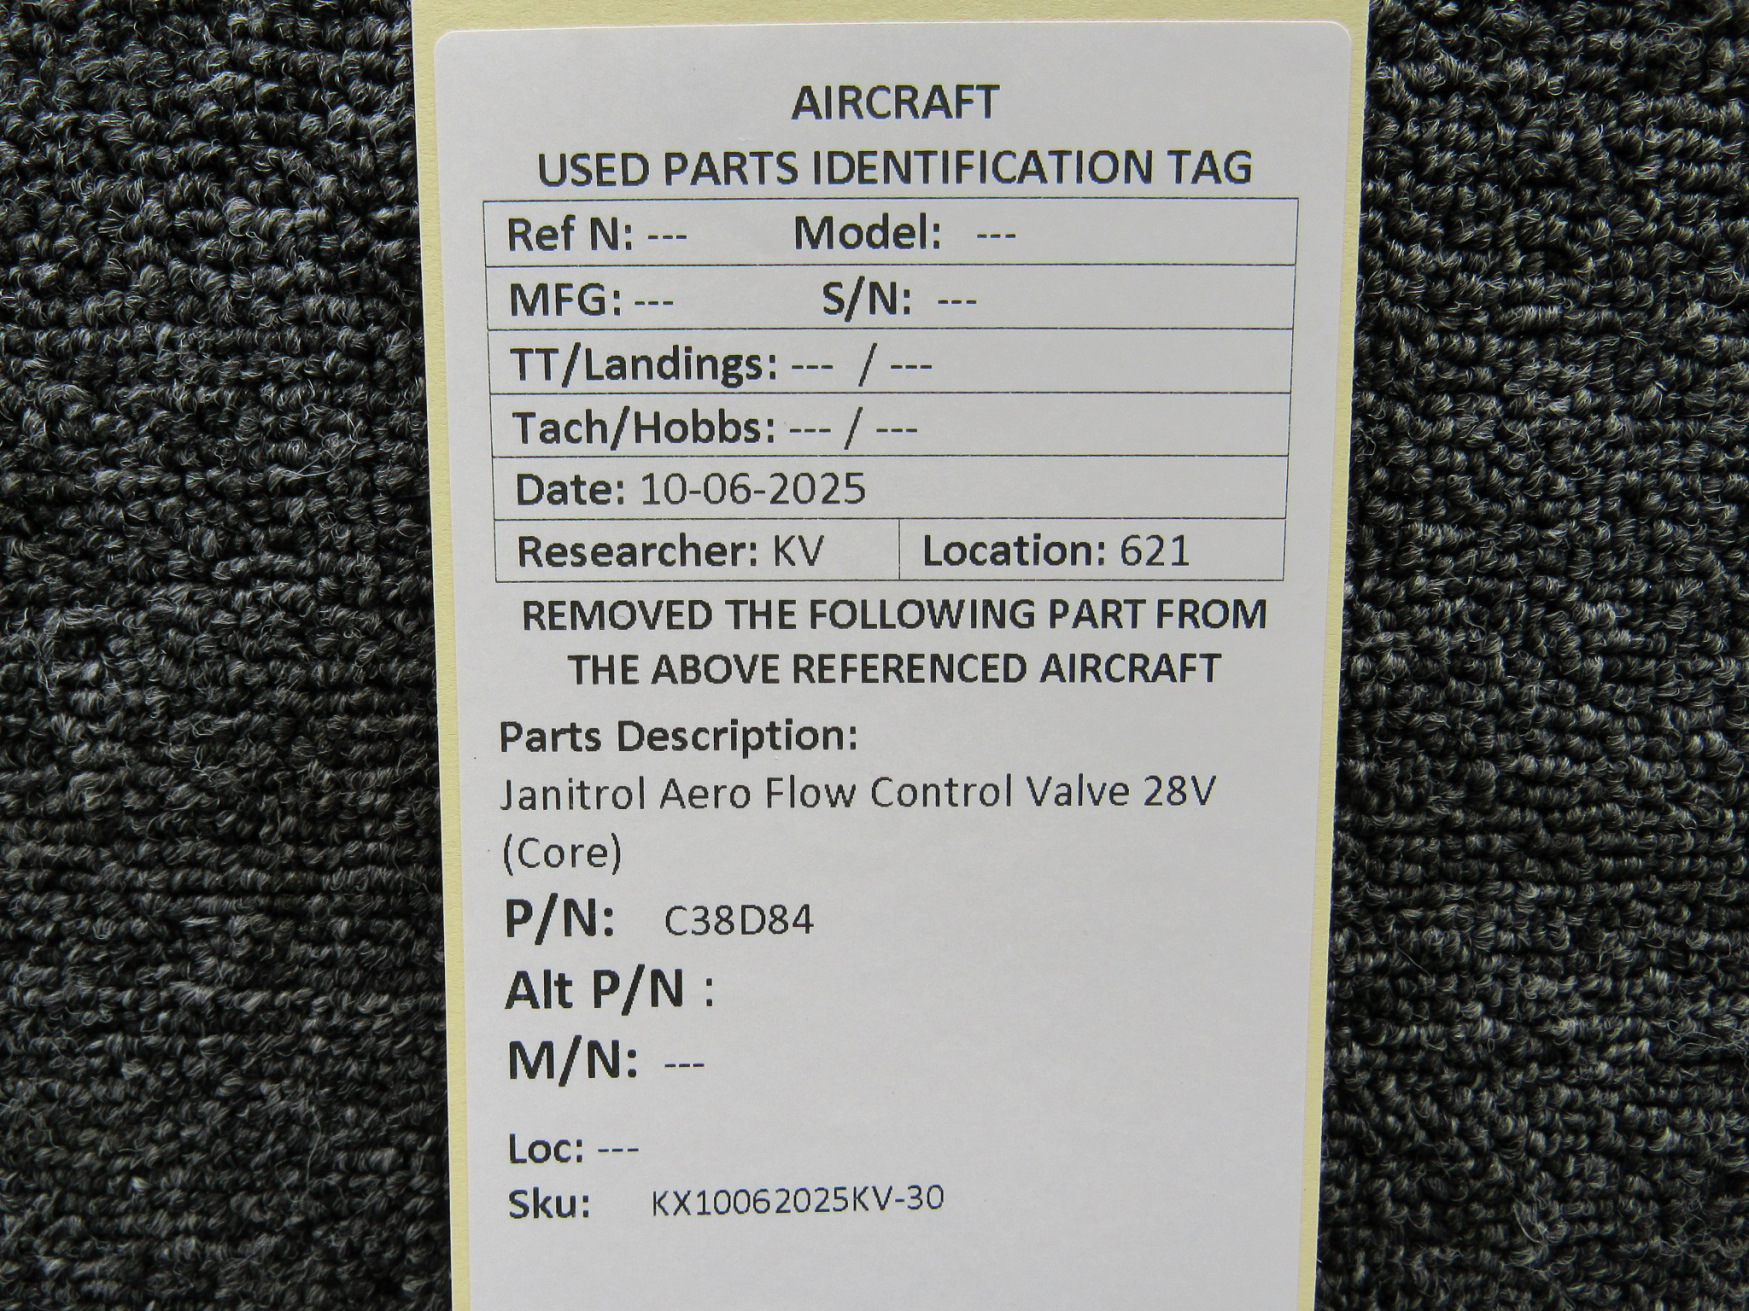 AIRCRAFT
USED PARTS IDENTIFICATION TAG
Ref N: --- Model: ---
MFG: --- S/N: ---
TT/Landings: --- / ---
Tach/Hobbs: --- / ---
Date: 10-06-2025
Researcher: KV Location: 621
REMOVED THE FOLLOWING PART FROM
THE ABOVE REFERENCED AIRCRAFT
Parts Description:
Janitrol Aero Flow Control Valve 28V
(Core)
P/N: C38D84
Alt P/N :
M/N: ---
Loc: ---
Sku: KX10062025KV-30